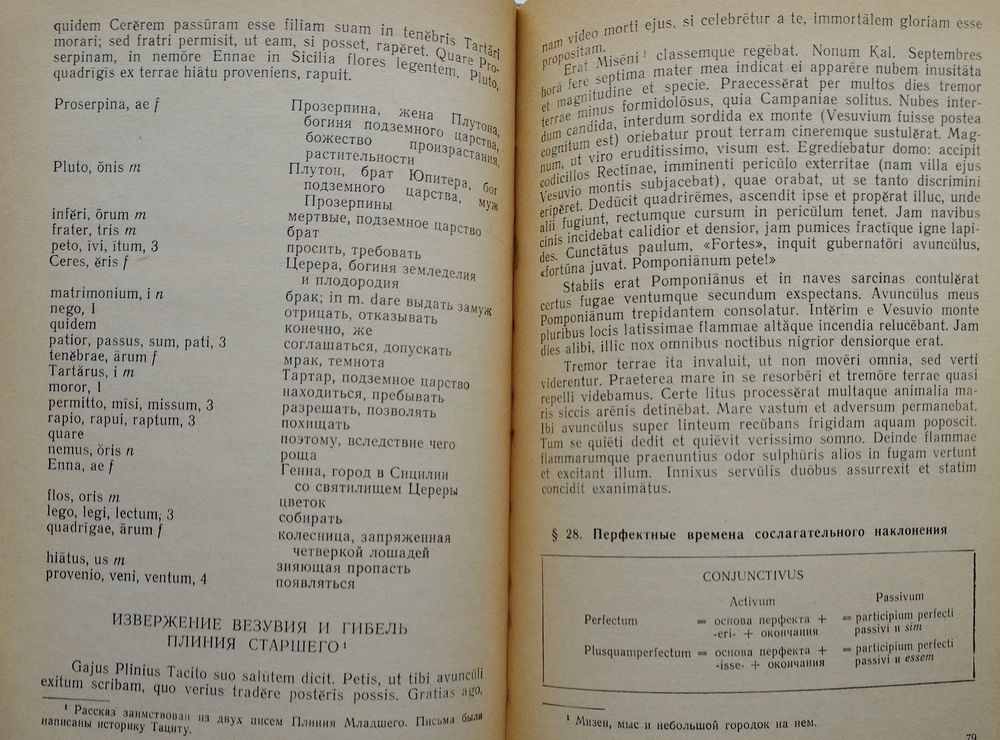 quidem Cerĕrem passūram esse filiam suam in tenĕbris Tartări
morari; sed fratri permisit, ut eam, si posset, rapĕret. Quare Pro-
serpinam, in nemŏre Ennae in Sicilia flores legentem, Pluto,
quadrīgĭs ex terrae hiātu proveniens, rapuit.
Proserpina, ae f Прозерпина, жена Плутона,
богиня подземного царства,
божество произрастания,
растительности
Pluto, ōnis m Плутон, брат Юпитера, бог
подземного царства, муж
Прозерпины
infĕri, ōrum m мертвые, подземное царство
frater, tris m брат
peto, īvi, ītum, 3 просить, требовать
Ceres, ĕris f Церера, богиня земледелия
и плодородия
matrimonium, i n брак; in m. dare выдать замуж
nego, 1 отрицать, отказывать
quidem конечно, же
patior, passus, sum, pati, 3 соглашаться, допускать
tenĕbrae, ārum f мрак, темнота
Tartărus, i m Тартар, подземное царство
moror, 1 находиться, пребывать
permitto, misi, missum, 3 разрешать, позволять
rapio, rapui, raptum, 3 похищать
quare поэтому, вследствие чего
nemus, ŏris n роща
Enna, ae f Генна, город в Сицилии
со святилищем Цереры
flos, oris m цветок
lego, legi, lectum, 3 собирать
quadrīgae, ārum f колесница, запряженная
четверкой лошадей
hiātus, us m зияющая пропасть
provenio, veni, ventum, 4 появляться
ИЗВЕРЖЕНИЕ ВЕЗУВИЯ И ГИБЕЛЬ
ПЛИНИЯ СТАРШЕГО¹
Gajus Plinius Tacito suo salūtem dicit. Petis, ut tibi avuncŭli
exitum scribam, quo verius tradĕre postĕris possis. Gratias ago,
¹ Рассказ заимствован из двух писем Плиния Младшего. Письма были
написаны историку Тациту.
nam video morti ejus, si celebrētur a te, immortālem gloriam esse
propositam.
Erat Misēni¹ classemque regēbat. Nonum Kal. Septembres
hora fere septima mater mea indicat ei apparēre nubem inusitāta
et magnitudine et specie. Praecessĕrat per multos dies tremor
terrae minus formidolōsus, quia Campaniae solitus. Nubes inter-
dum candida, interdum sordida ex monte (Vesuvium fuisse postea
cognitum est) oriebatur prout terram cineremque sustulĕrat. Mag-
num, ut viro eruditissimo, visum est. Egrediebatur domo: accipit
codicillos Rectinae, imminenti pericŭlo exterritae (nam villa ejus
Vesuvio montis subjacebat), quae orabat, ut se tanto discrimini
eripĕret. Dedūcit quadrirēmes, ascendit ipse et propĕrat illuc, unde
alii fugiunt, rectumque cursum in pericŭlum tenet. Jam navibus
cinis incidebat calidior et densior, jam pumices fractīque igne lapi-
des. Cunctātus paulum, «Fortes», inquit gubernatōri avuncŭlus,
«fortūna juvat. Pomponiānum pete!»
Stabiis erat Pomponiānus et in naves sarcinas contulĕrat
certus fugae ventumque secundum exspectans. Avuncŭlus meus
Pomponiānum trepidantem consolatur. Intĕrim e Vesuvio monte
pluribus locis latissimae flammae altāque incendia relucēbant. Jam
dies alibi, illic nox omnibus noctibus nigrior densiorque erat.
Tremor terrae ita invaluit, ut non movēri omnia, sed verti
viderentur. Praeterea mare in se resorbēri et tremōre terrae quasi
repelli videbamus. Certe litus processĕrat multaque animalia ma-
ris siccis arēnis detinēbat. Mare vastum et adversum permanebat.
Ibi avuncŭlus super linteum recŭbans frigidam aquam poposcit.
Tum se quiēti dedit et quiēvit verissimo somno. Deinde flammae
flammarumque praenuntius odor sulphŭris alios in fugam vertunt
et excitant illum. Innixus servŭlis duōbus assurrexit et statim
concidit exanimātus.
§ 28. Перфектные времена сослагательного наклонения
CONJUNCTIVUS
Activum Passivum
Perfectum = основа перфекта + = participium perfecti
-eri- + окончания passivi и sim
Plusquamperfectum = основа перфекта + = participium perfecti
-isse- + окончания passivi и essem
¹ Мизен, мыс и небольшой городок на нем.
79